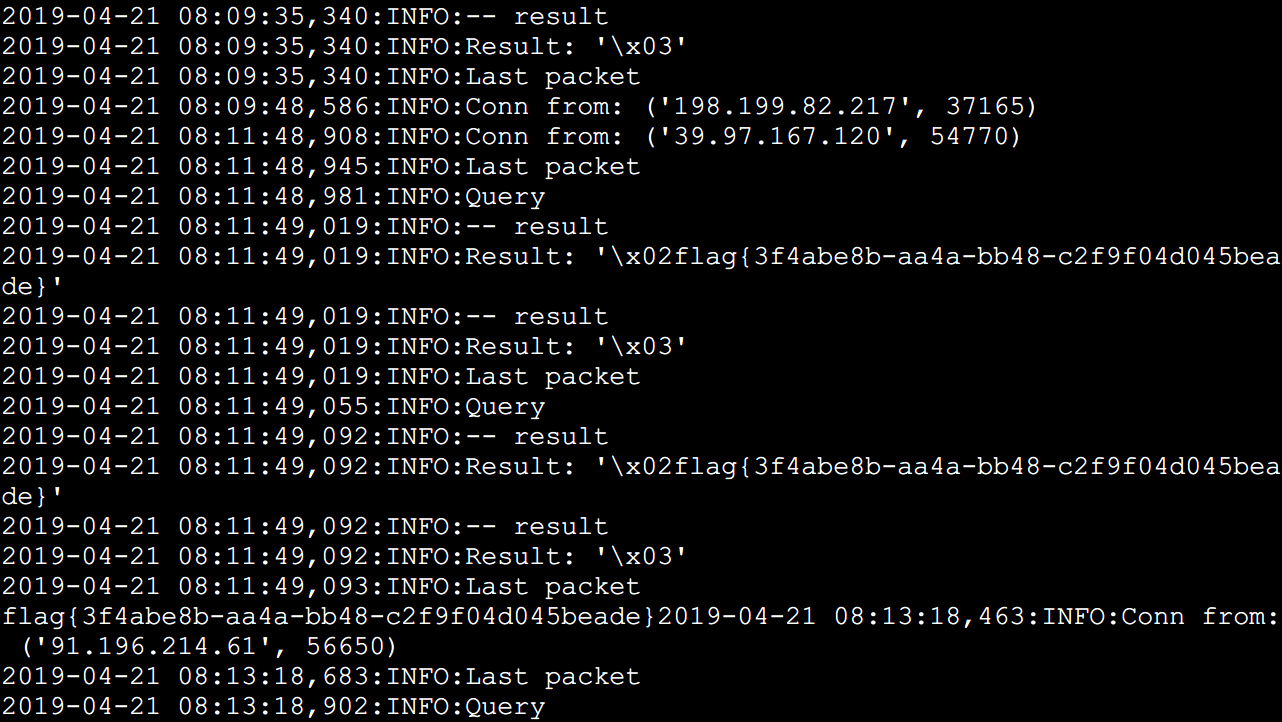 2019-04-21 08:09:35,340:INFO:-- result
2019-04-21 08:09:35,340:INFO:Result: '\x03'
2019-04-21 08:09:35,340:INFO:Last packet
2019-04-21 08:09:48,586:INFO:Conn from: ('198.199.82.217', 37165)
2019-04-21 08:11:48,908:INFO:Conn from: ('39.97.167.120', 54770)
2019-04-21 08:11:48,945:INFO:Last packet
2019-04-21 08:11:48,981:INFO:Query
2019-04-21 08:11:49,019:INFO:-- result
2019-04-21 08:11:49,019:INFO:Result: '\x02flag{3f4abe8b-aa4a-bb48-c2f9f04d045bea
de}'
2019-04-21 08:11:49,019:INFO:-- result
2019-04-21 08:11:49,019:INFO:Result: '\x03'
2019-04-21 08:11:49,019:INFO:Last packet
2019-04-21 08:11:49,055:INFO:Query
2019-04-21 08:11:49,092:INFO:-- result
2019-04-21 08:11:49,092:INFO:Result: '\x02flag{3f4abe8b-aa4a-bb48-c2f9f04d045bea
de}'
2019-04-21 08:11:49,092:INFO:-- result
2019-04-21 08:11:49,092:INFO:Result: '\x03'
2019-04-21 08:11:49,093:INFO:Last packet
flag{3f4abe8b-aa4a-bb48-c2f9f04d045beade}2019-04-21 08:13:18,463:INFO:Conn from:
('91.196.214.61', 56650)
2019-04-21 08:13:18,683:INFO:Last packet
2019-04-21 08:13:18,902:INFO:Query